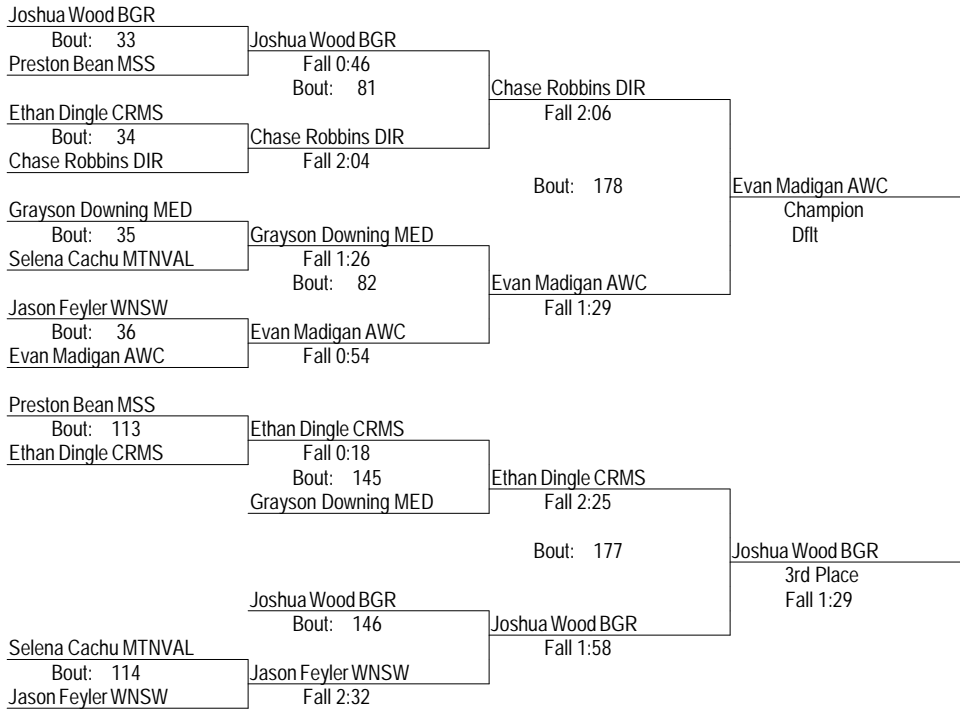 Joshua Wood BGR
Bout: 33
Joshua Wood BGR
Preston Bean MSS
Fall 0:46
Bout: 81
Chase Robbins DIR
Ethan Dingle CRMS
Fall 2:06
Bout: 34
Chase Robbins DIR
Chase Robbins DIR
Fall 2:04
Bout: 178
Evan Madigan AWC
Grayson Downing MED
Champion
Bout: 35
Grayson Downing MED
Dflt
Selena Cachu MTNVAL
Fall 1:26
Bout: 82
Evan Madigan AWC
Jason Feyler WNSW
Fall 1:29
Bout: 36
Evan Madigan AWC
Evan Madigan AWC
Fall 0:54
Preston Bean MSS
Bout: 113
Ethan Dingle CRMS
Ethan Dingle CRMS
Fall 0:18
Bout: 145
Ethan Dingle CRMS
Grayson Downing MED
Fall 2:25
Bout: 177
Joshua Wood BGR
3rd Place
Joshua Wood BGR
Fall 1:29
Bout: 146
Joshua Wood BGR
Selena Cachu MTNVAL
Fall 1:58
Bout: 114
Jason Feyler WNSW
Jason Feyler WNSW
Fall 2:32